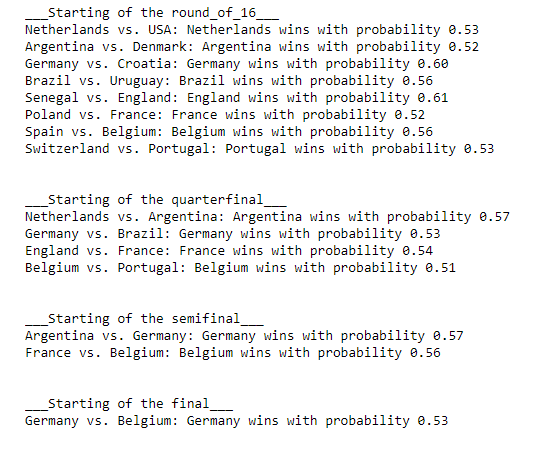 ___Starting of the round_of_16___
Netherlands vs. USA: Netherlands wins with probability 0.53
Argentina vs. Denmark: Argentina wins with probability 0.52
Germany vs. Croatia: Germany wins with probability 0.60
Brazil vs. Uruguay: Brazil wins with probability 0.56
Senegal vs. England: England wins with probability 0.61
Poland vs. France: France wins with probability 0.52
Spain vs. Belgium: Belgium wins with probability 0.56
Switzerland vs. Portugal: Portugal wins with probability 0.53
___Starting of the quarterfinal___
Netherlands vs. Argentina: Argentina wins with probability 0.57
Germany vs. Brazil: Germany wins with probability 0.53
England vs. France: France wins with probability 0.54
Belgium vs. Portugal: Belgium wins with probability 0.51
___Starting of the semifinal___
Argentina vs. Germany: Germany wins with probability 0.57
France vs. Belgium: Belgium wins with probability 0.56
___Starting of the final___
Germany vs. Belgium: Germany wins with probability 0.53